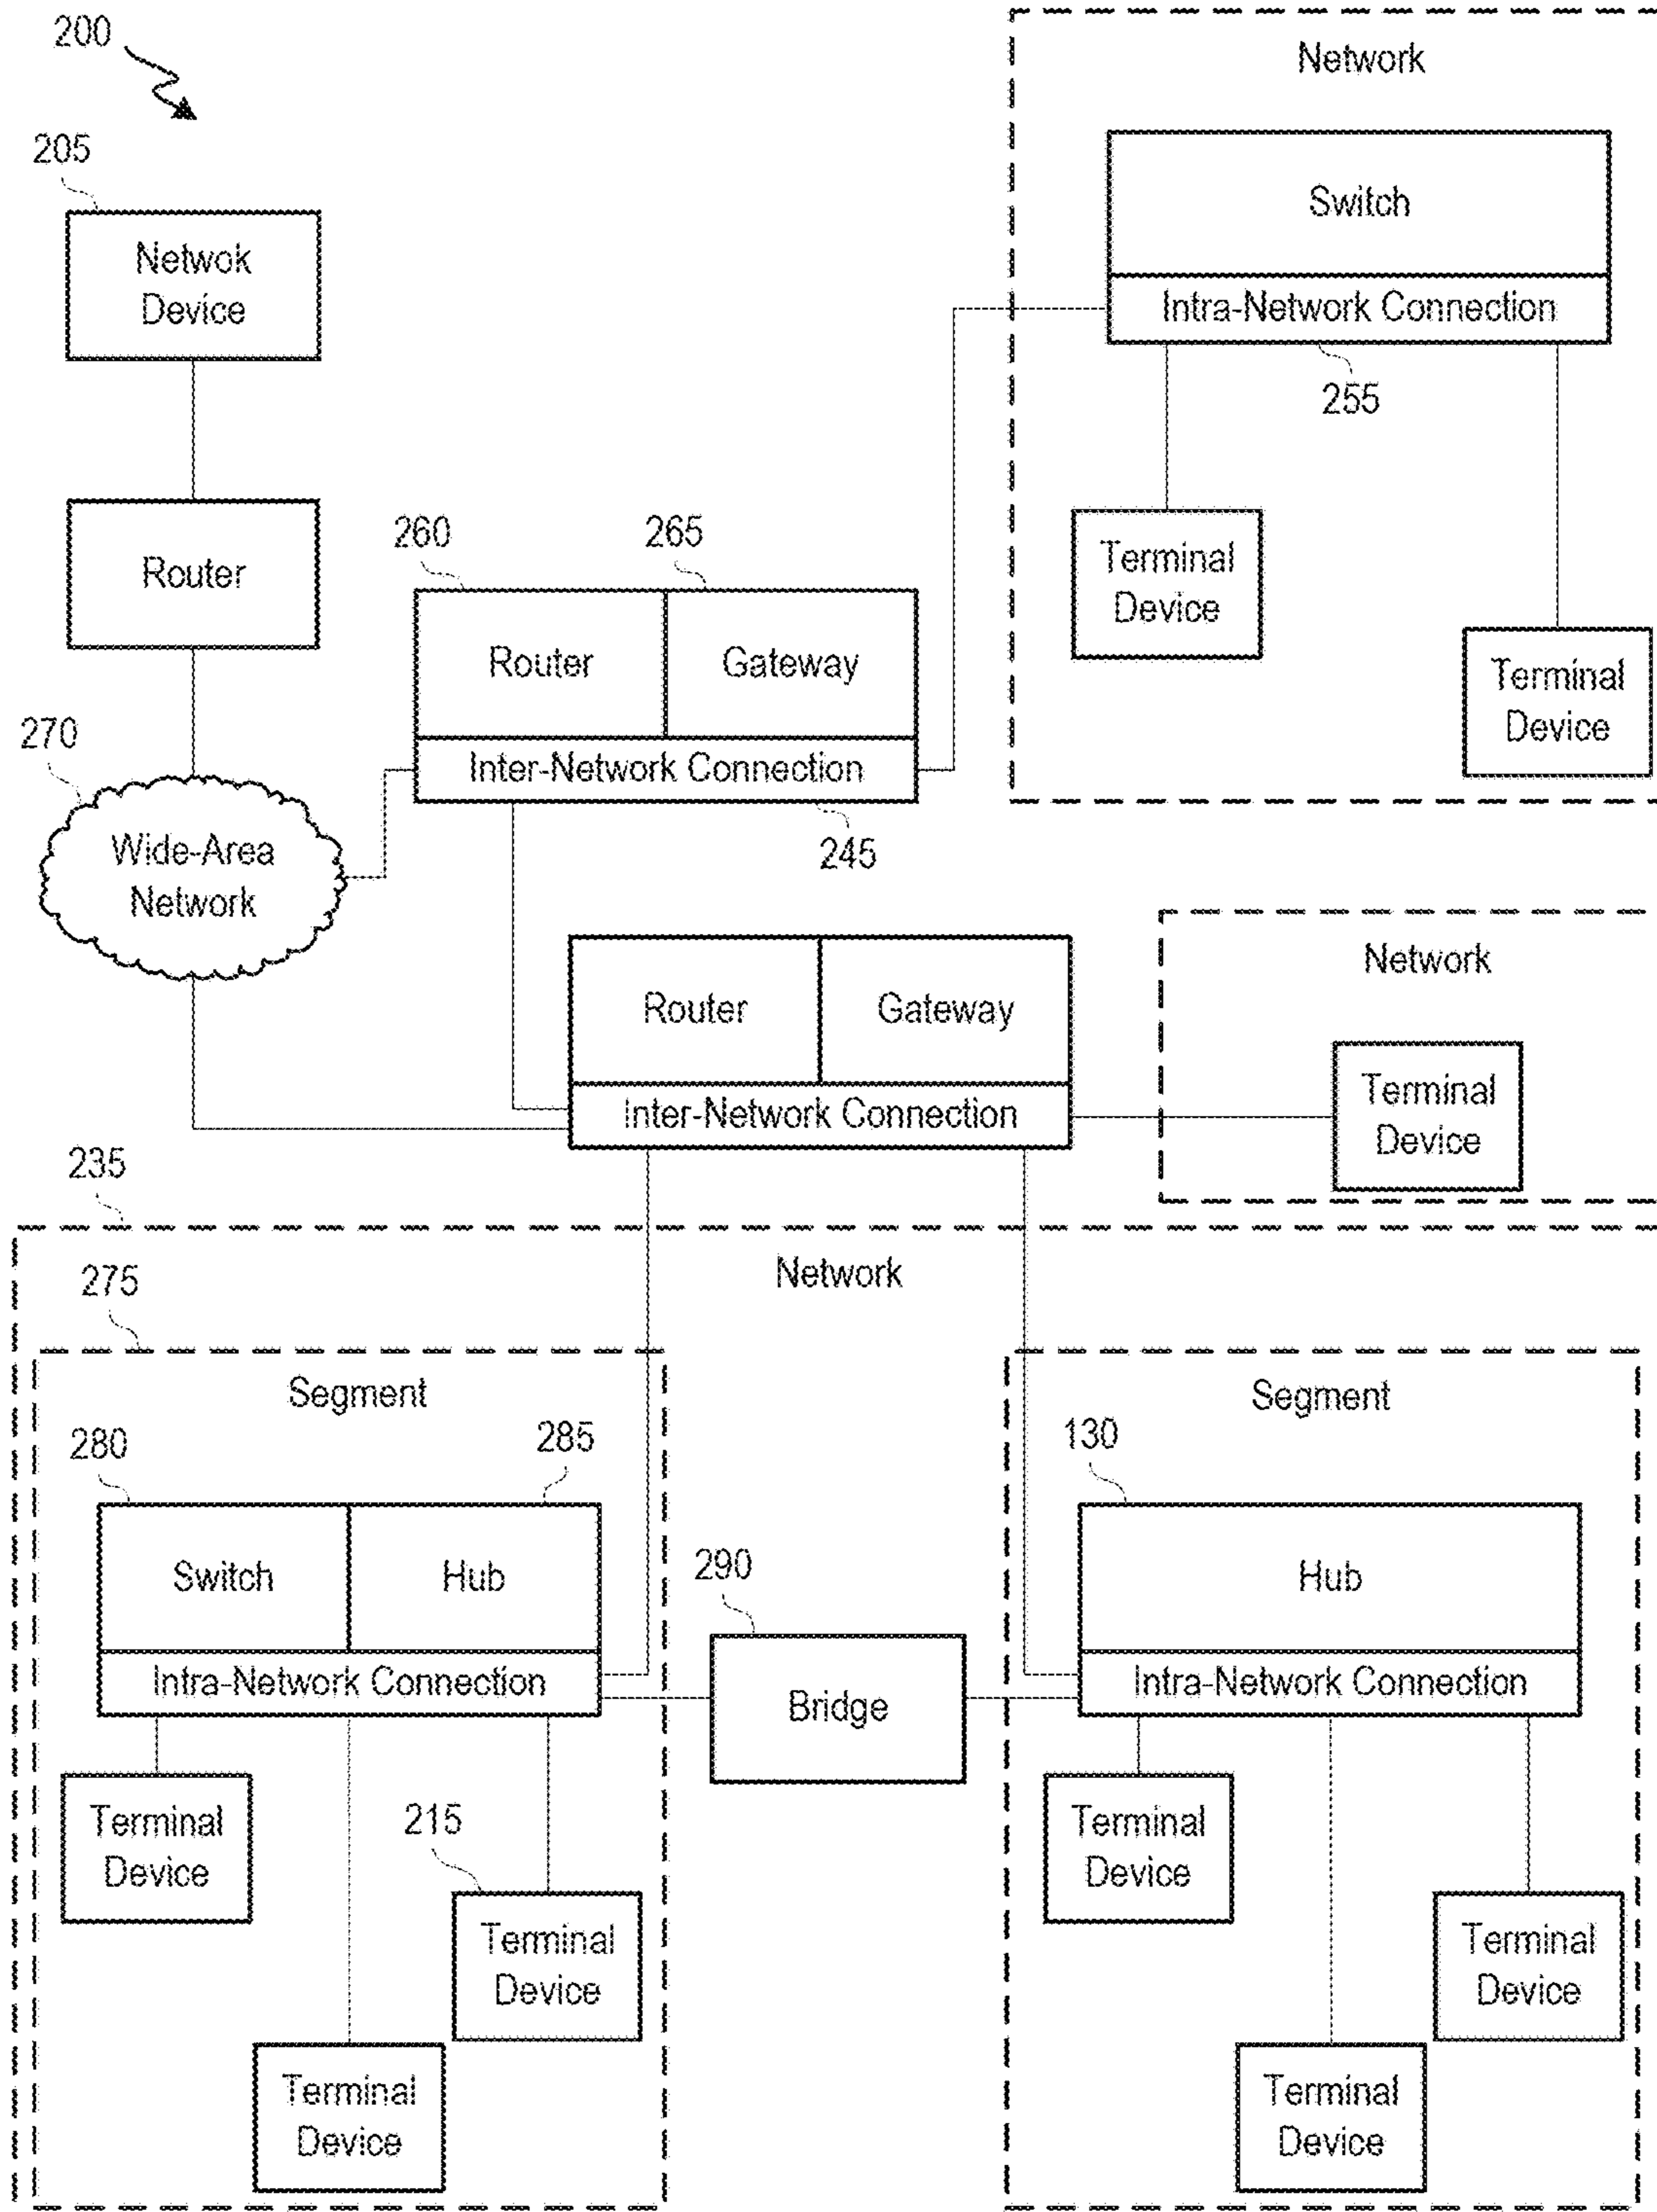 200
Network
205
Switch
Netwok
Device
Intra-Network Connection
255
Router
260
265
Terminal
Device
Router
Gateway
Terminal
Device
270
Inter-Network Connection
Wide-Area
Network
245
Network
Router
Gateway
Terminal
Device
Inter-Network Connection
235
Network
275
Segment
Segment
280
285
130
Switch
Hub
290
Hub
Intra-Network Connection
Bridge
Intra-Network Connection
Terminal
Device
215
Terminal
Device
Terminal
Device
Terminal
Device
Terminal
Device
Terminal
Device